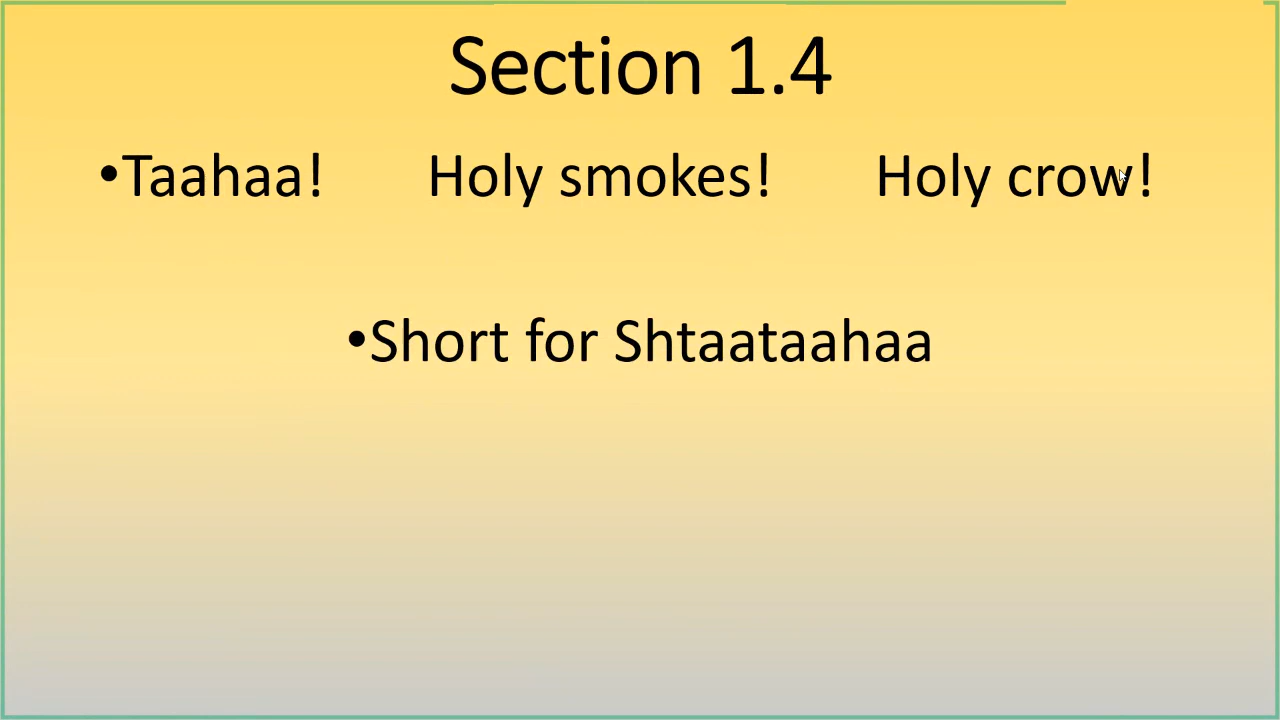 Section 1.4
•Taahaa! Holy smokes! Holy crow!
•Short for Shtaataahaa